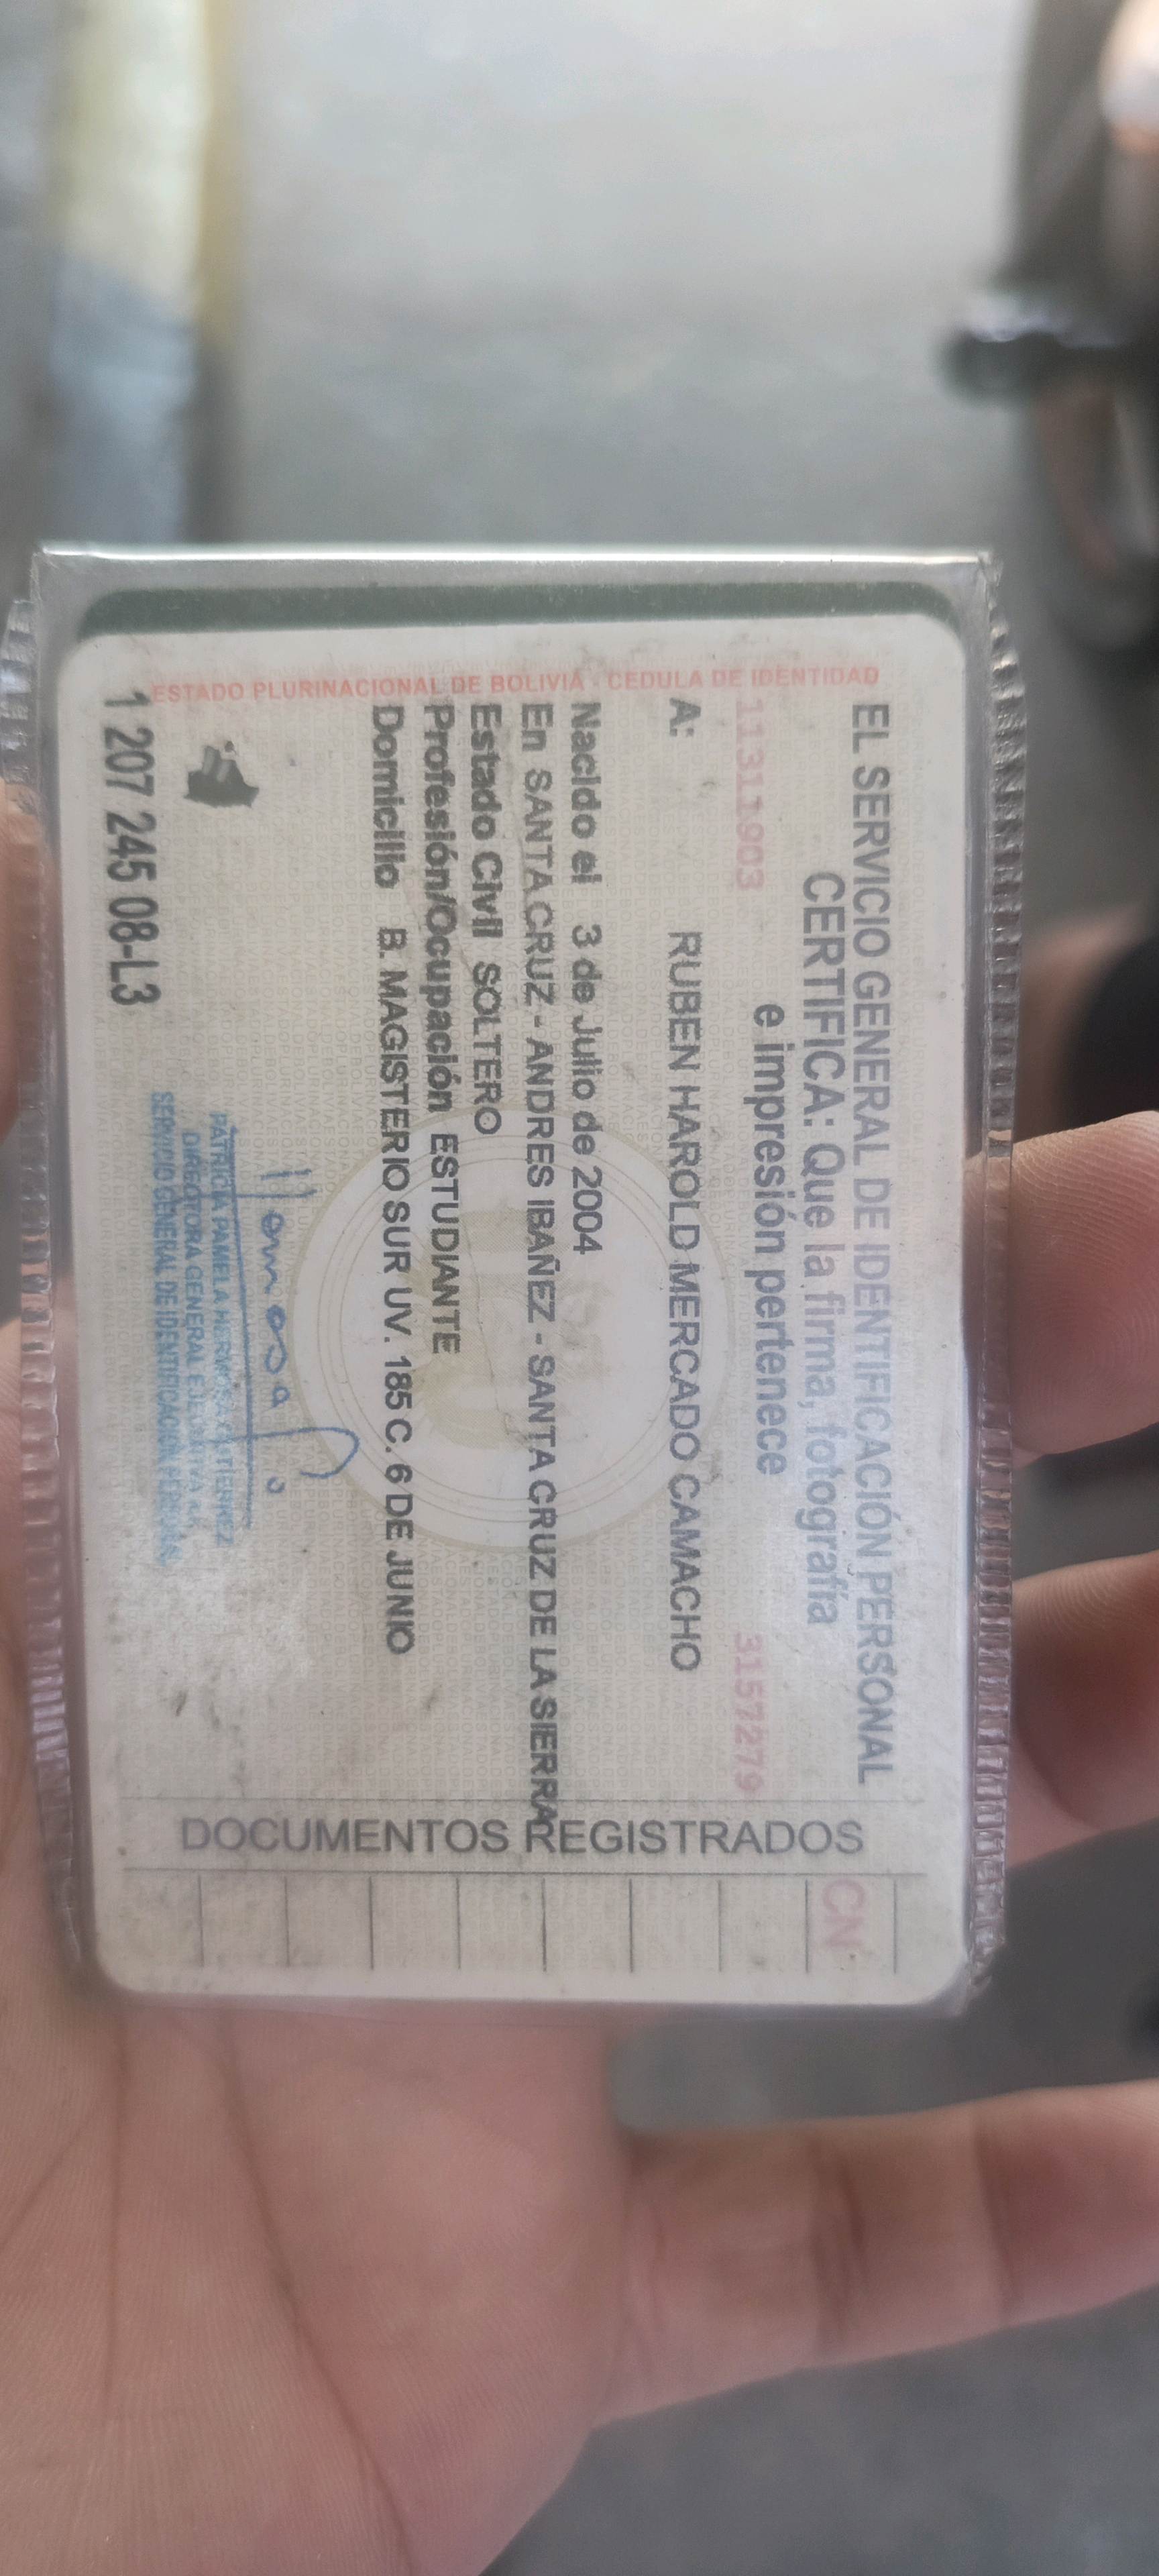 ESTADO PLURINACIONAL DE BOLIVIA - CEDULA DE IDENTIDAD
EL SERVICIO GENERAL DE IDENTIFICACIÓN PERSONAL
CERTIFICA: Que la firma, fotografía
e impresión pertenece
11311903 3157279
A: RUBEN HAROLD MERCADO CAMACHO
Nacido el 3 de Julio de 2004
En SANTA CRUZ - ANDRES IBAÑEZ - SANTA CRUZ DE LA SIERRA
Estado Civil SOLTERO
Profesión/Ocupación ESTUDIANTE
Domicilio B. MAGISTERIO SUR UV. 185 C. 6 DE JUNIO
PATRICIA PAMELA HERMOSA GUTIERREZ
DIRECTORA GENERAL EJECUTIVA
SERVICIO GENERAL DE IDENTIFICACIÓN PERSONAL
1 207 245 08-L3
DOCUMENTOS REGISTRADOS
CN